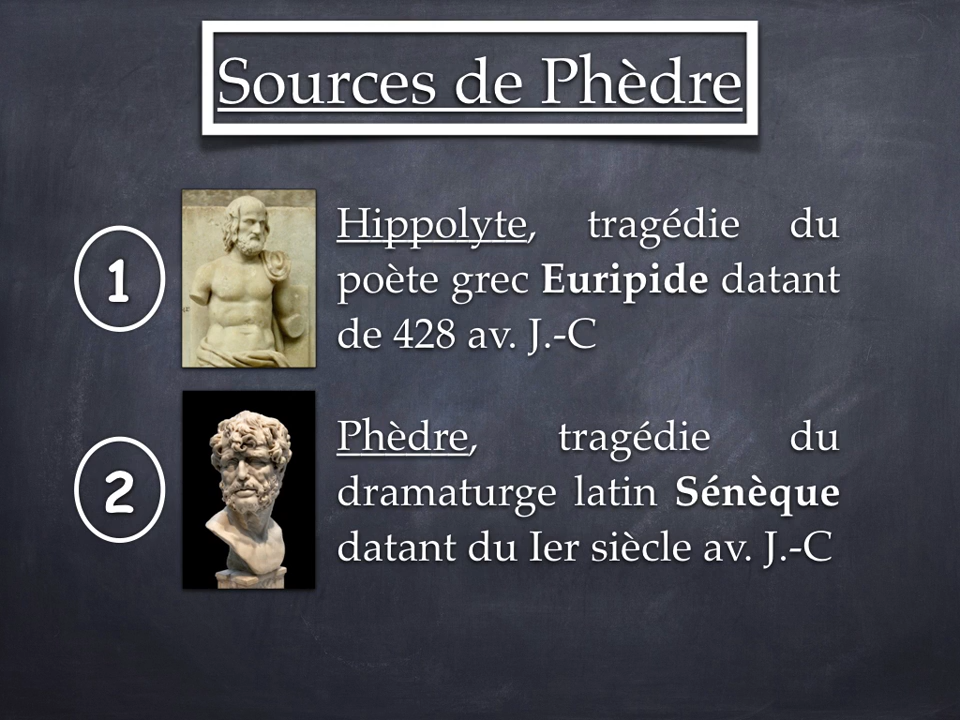 Sources de Phèdre
1
Hippolyte, tragédie du
poète grec Euripide datant
de 428 av. J.-C
2
Phèdre, tragédie du
dramaturge latin Sénèque
datant du Ier siècle av. J.-C